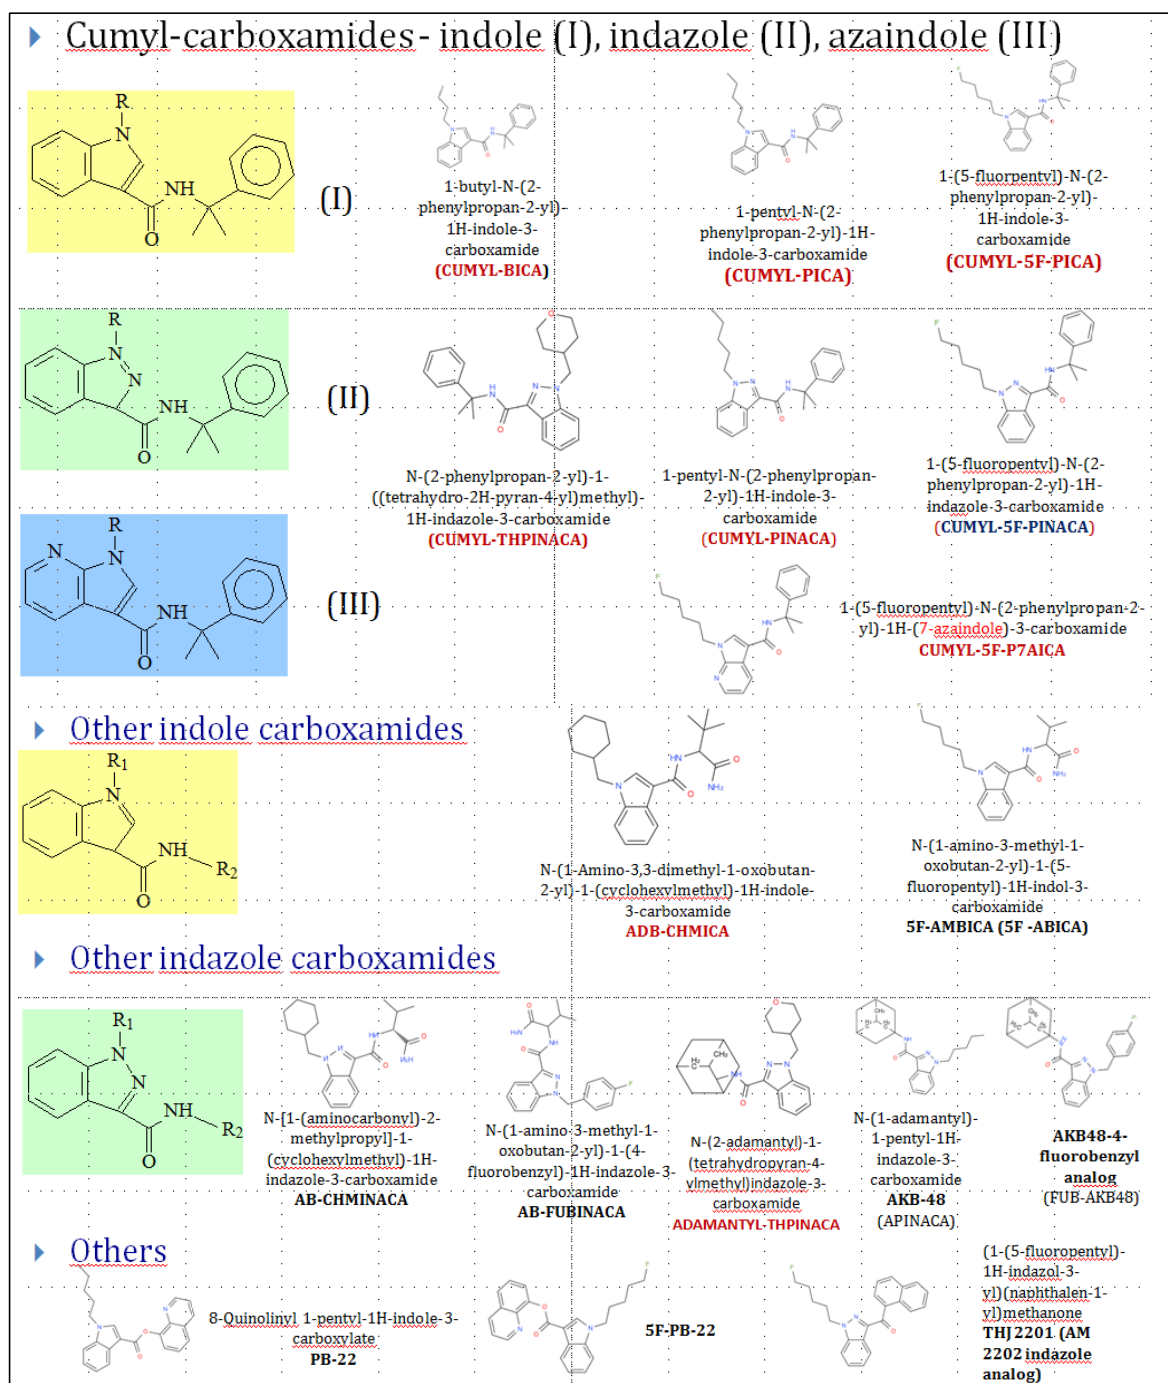 Cumyl-carboxamides - indole (I), indazole (II), azaindole (III)
(I)
1-butyl-N-(2-
phenylpropan-2-yl)-
1H-indole-3-
carboxamide
(CUMYL-BICA)
1-pentyl-N-(2-
phenylpropan-2-yl)-1H-
indole-3-carboxamide
(CUMYL-PICA)
1-(5-fluorpentyl)-N-(2-
phenylpropan-2-yl)-
1H-indole-3-
carboxamide
(CUMYL-5F-PICA)
(II)
N-(2-phenylpropan-2-yl)-1-
((tetrahydro-2H-pyran-4-yl)methyl)-
1H-indazole-3-carboxamide
(CUMYL-THPINACA)
1-pentyl-N-(2-phenylpropan-
2-yl)-1H-indole-3-
carboxamide
(CUMYL-PINACA)
1-(5-fluoropentyl)-N-(2-
phenylpropan-2-yl)-1H-
indazole-3-carboxamide
(CUMYL-5F-PINACA)
(III)
1-(5-fluoropentyl)-N-(2-phenylpropan-2-
yl)-1H-(7-azaindole)-3-carboxamide
CUMYL-5F-P7AICA
Other indole carboxamides
N-(1-Amino-3,3-dimethyl-1-oxobutan-
2-yl)-1-(cyclohexylmethyl)-1H-indole-
3-carboxamide
ADB-CHMICA
N-(1-amino-3-methyl-1-
oxobutan-2-yl)-1-(5-
fluoropentyl)-1H-indol-3-
carboxamide
5F-AMBICA (5F -ABICA)
Other indazole carboxamides
N-[1-(aminocarbonyl)-2-
methylpropyl]-1-
(cyclohexylmethyl)-1H-
indazole-3-carboxamide
AB-CHMINACA
N-(1-amino-3-methyl-1-
oxobutan-2-yl)-1-(4-
fluorobenzyl)-1H-indazole-3-
carboxamide
AB-FUBINACA
N-(2-adamantyl)-1-
(tetrahydropyran-4-
ylmethyl)indazole-3-
carboxamide
ADAMANTYL-THPINACA
N-(1-adamantyl)-
1-pentyl-1H-
indazole-3-
carboxamide
AKB-48
(APINACA)
AKB48-4-
fluorobenzyl
analog
(FUB-AKB48)
Others
8-Quinolinyl 1-pentyl-1H-indole-3-
carboxylate
PB-22
5F-PB-22
(1-(5-fluoropentyl)-
1H-indazol-3-
yl)(naphthalen-1-
yl)methanone
THJ 2201 (AM
2202 indazole
analog)